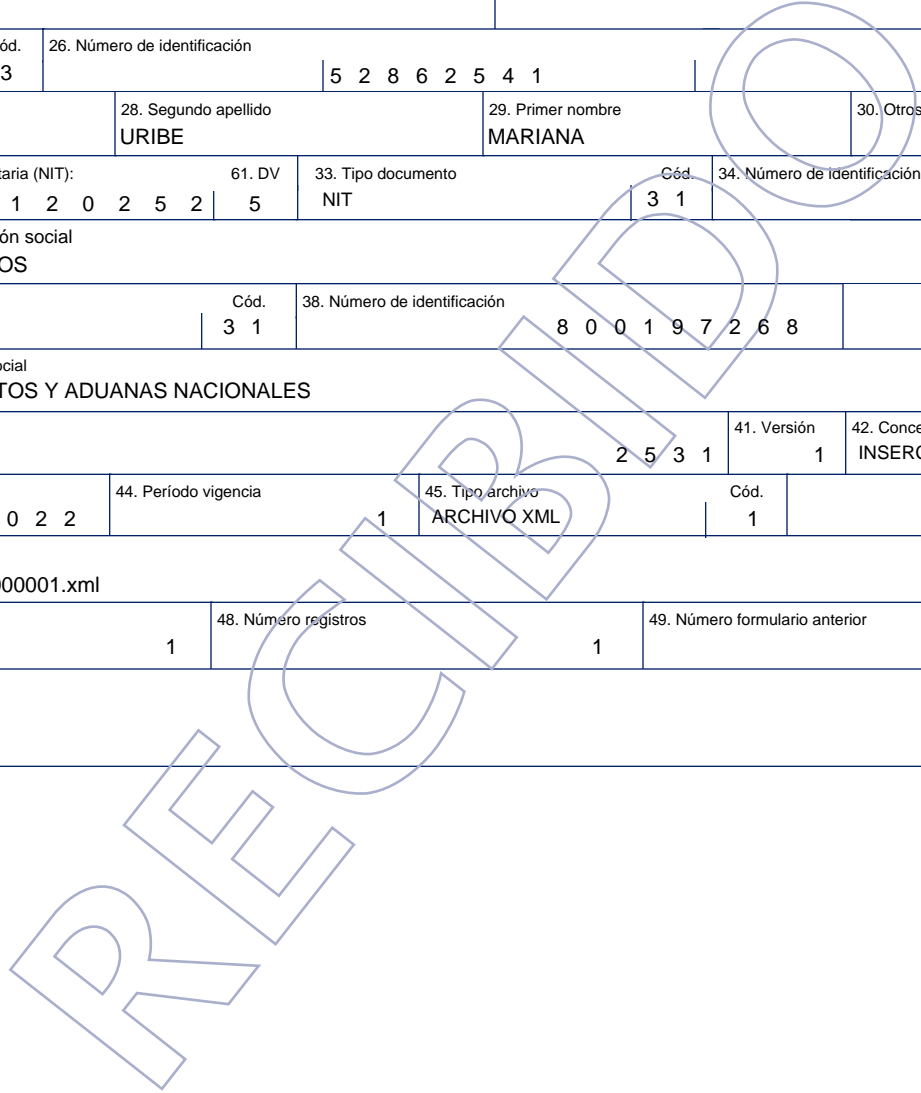 ód. 26. Número de identificación
3 5 2 8 6 2 5 4 1
28. Segundo apellido 29. Primer nombre 30. Otros
URIBE MARIANA
taria (NIT): 61. DV 33. Tipo documento Cód. 34. Número de identificación
1 2 0 2 5 2 5 NIT 3 1
ón social
OS
Cód. 38. Número de identificación
3 1 8 0 0 1 9 7 2 6 8
ocial
TOS Y ADUANAS NACIONALES
41. Versión 42. Conce
2 5 3 1 1 INSERC
44. Período vigencia 45. Tipo archivo Cód.
0 2 2 1 ARCHIVO XML 1
000001.xml
48. Número registros 49. Número formulario anterior
1 1
RECIBIDO